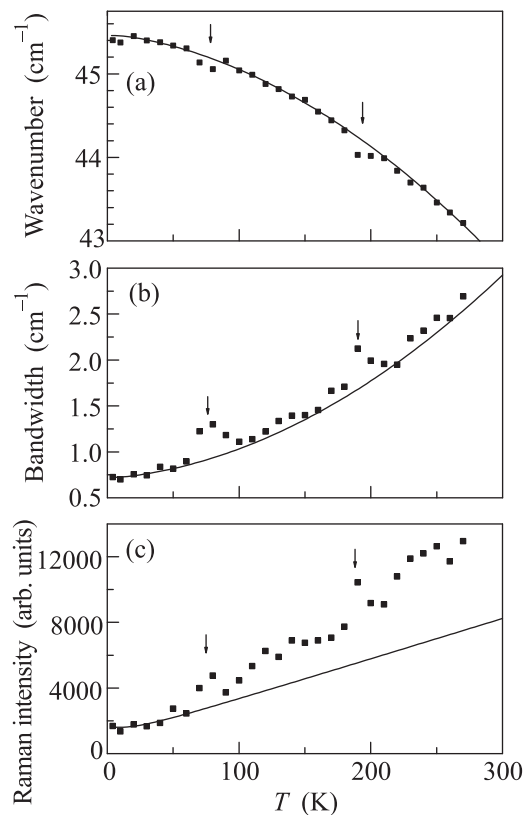 Wavenumber (cm⁻¹)
45
44
43
(a)
Bandwidth (cm⁻¹)
3.0
2.5
2.0
1.5
1.0
0.5
(b)
Raman intensity (arb. units)
12000
8000
4000
0
(c)
0 100 200 300
T (K)